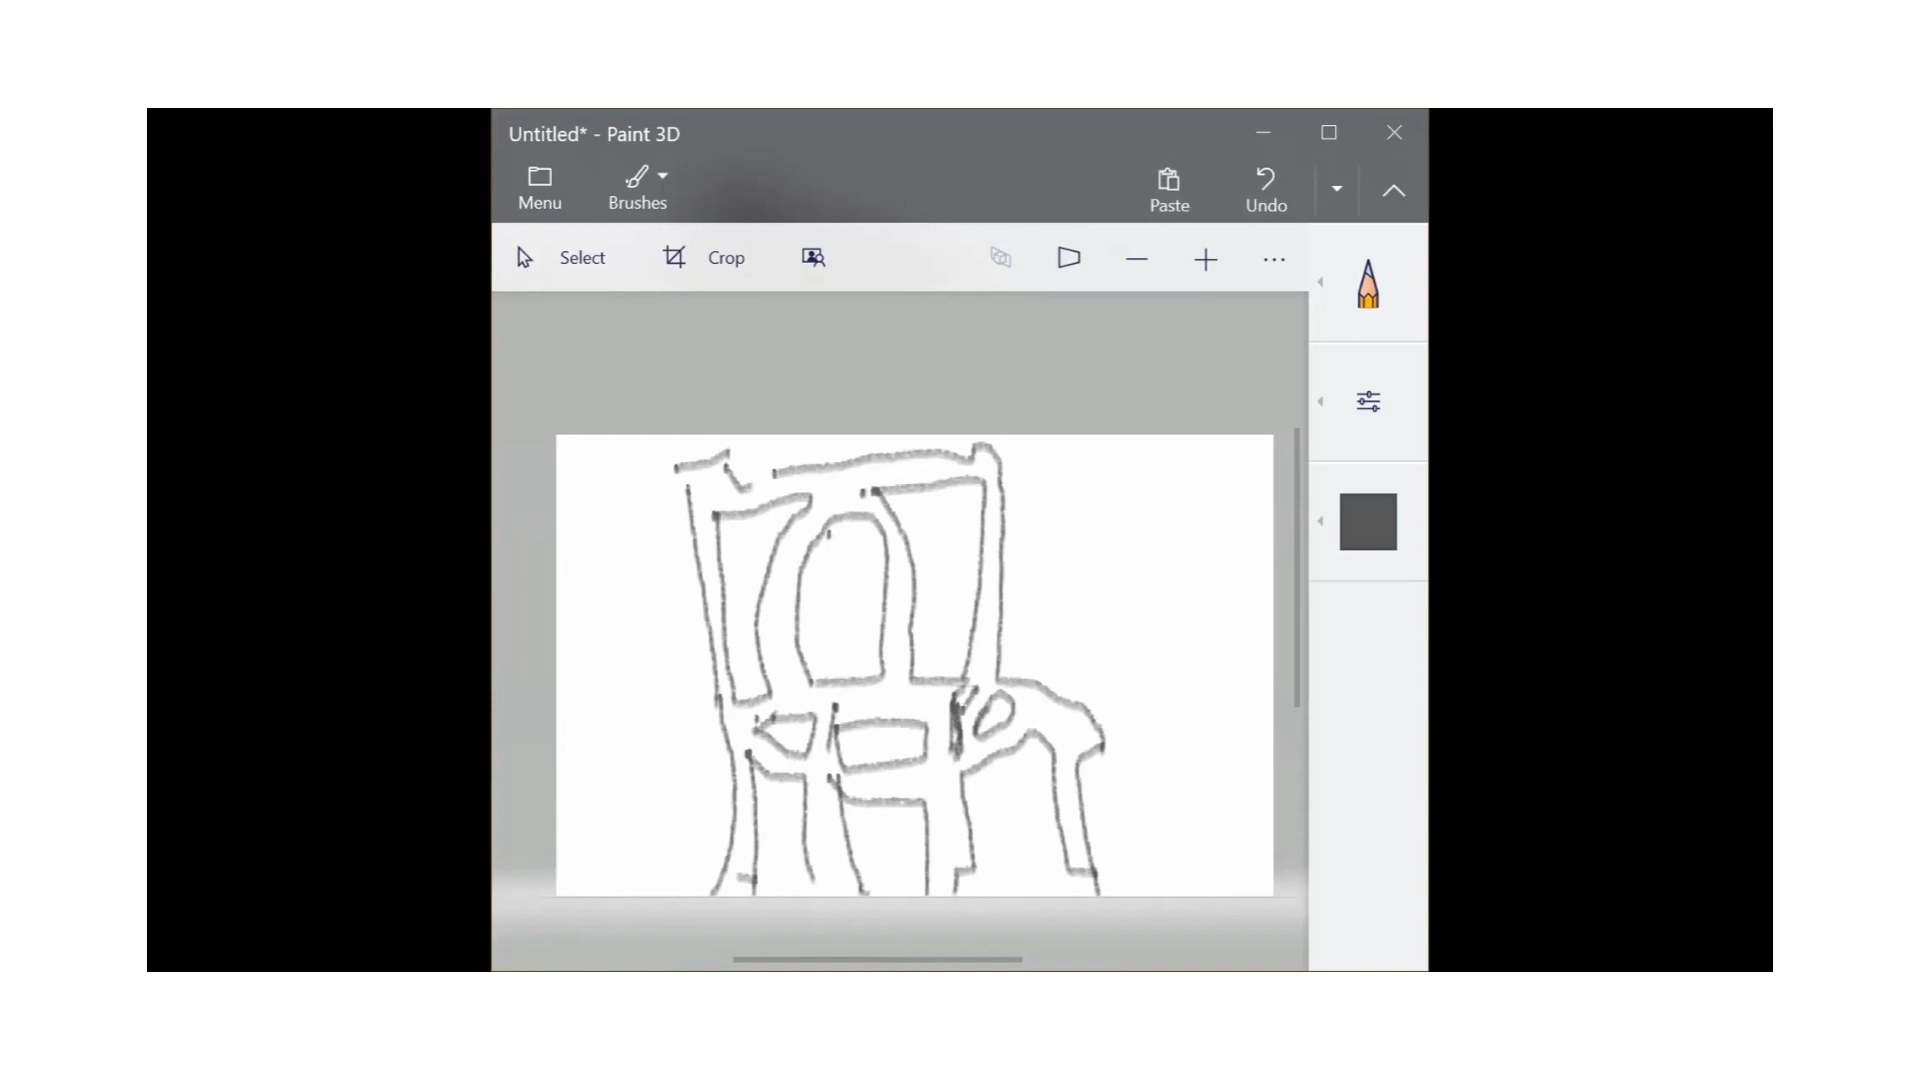 Untitled* - Paint 3D
Menu
Brushes
Paste
Undo
Select
Crop